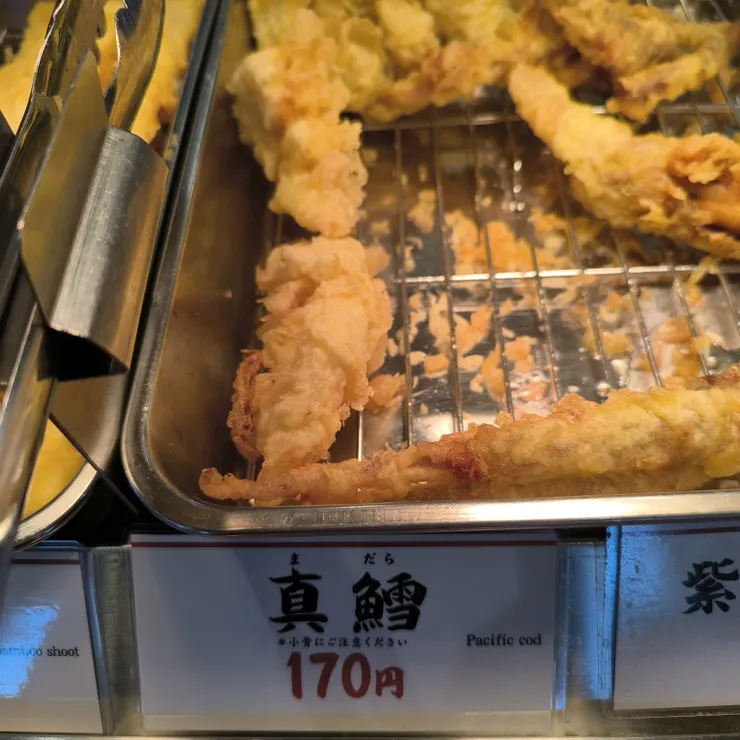 bamboo shoot
まだら
真鱈
*小骨にご注意ください
Pacific cod
170円
紫